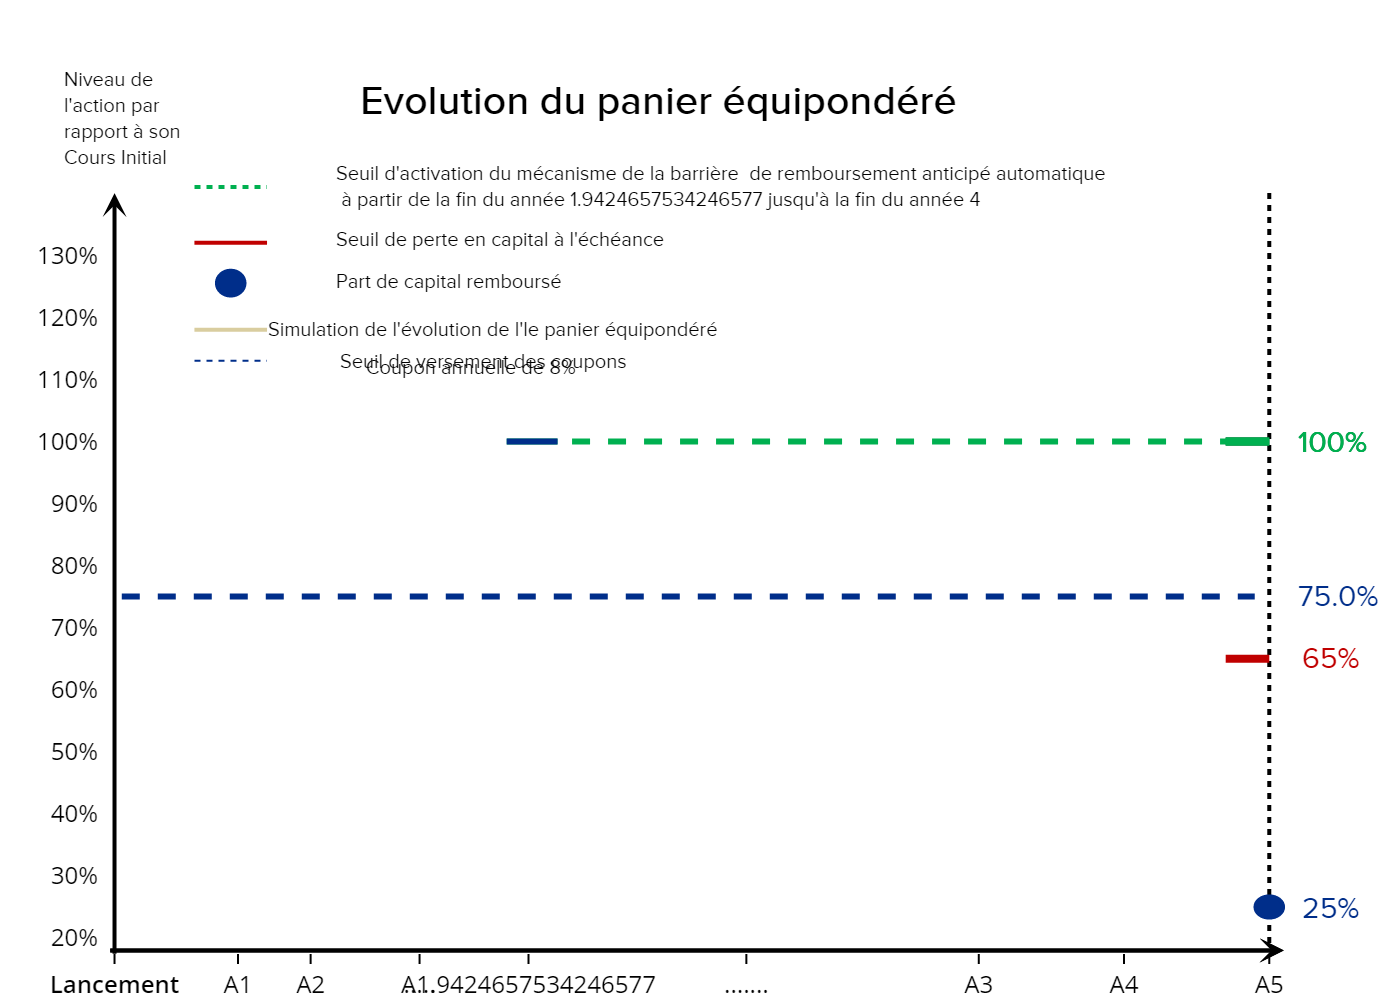 Niveau de
l'action par
rapport à son
Cours Initial
Evolution du panier équipondéré
Seuil d'activation du mécanisme de la barrière  de remboursement anticipé automatique
à partir de la fin du année 1.9424657534246577 jusqu'à la fin du année 4
Seuil de perte en capital à l'échéance
Part de capital remboursé
Simulation de l'évolution de l'le panier équipondéré
Seuil de versement des coupons
Coupon annuelle de 8%
130%
120%
110%
100%
100%
90%
80%
75.0%
70%
65%
60%
50%
40%
30%
25%
20%
Lancement A1 A2 ..... A1.9424657534246577 ....... A3 A4 A5